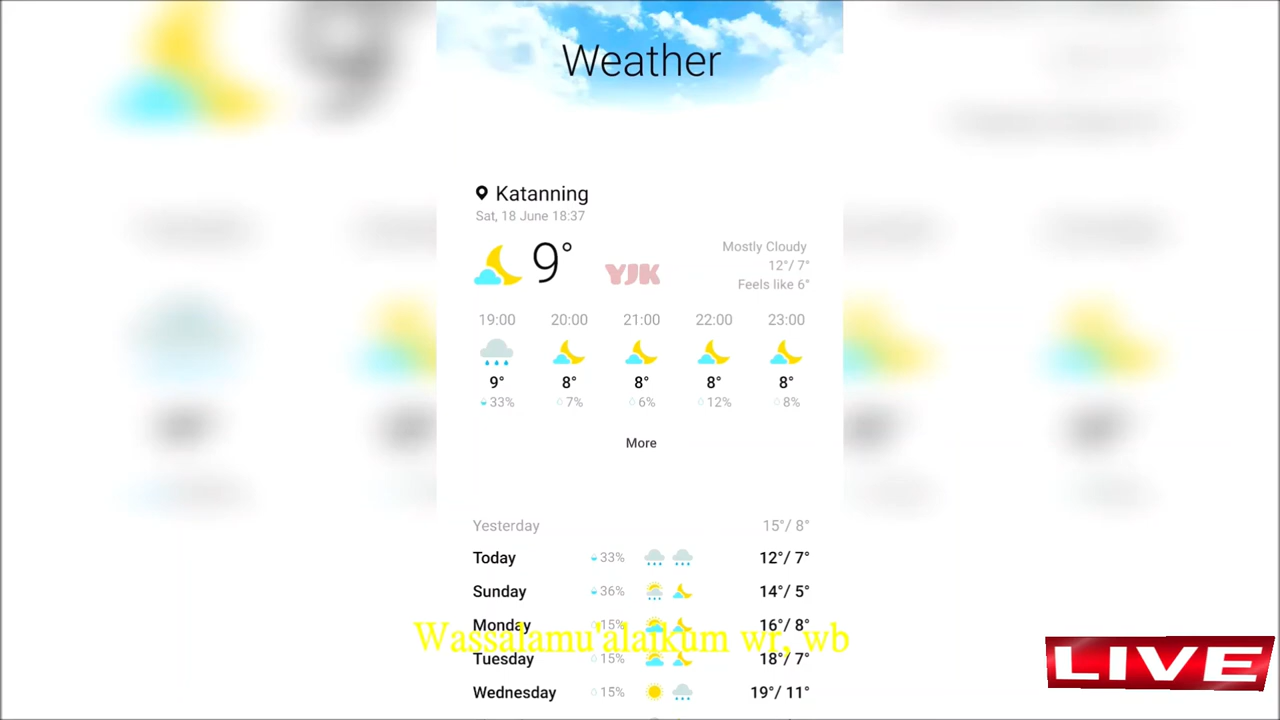 Weather
Katanning
Sat, 18 June 18:37
9°
YJK
Mostly Cloudy
12°/ 7°
Feels like 6°
19:00 20:00 21:00 22:00 23:00
9° 8° 8° 8° 8°
33% 7% 6% 12% 8%
More
Yesterday 15°/ 8°
Today 33% 12°/ 7°
Sunday 36% 14°/ 5°
Monday 15% 16°/ 8°
Wassalamu'alaikum wr, wb
Tuesday 15% 18°/ 7°
LIVE
Wednesday 15% 19°/ 11°